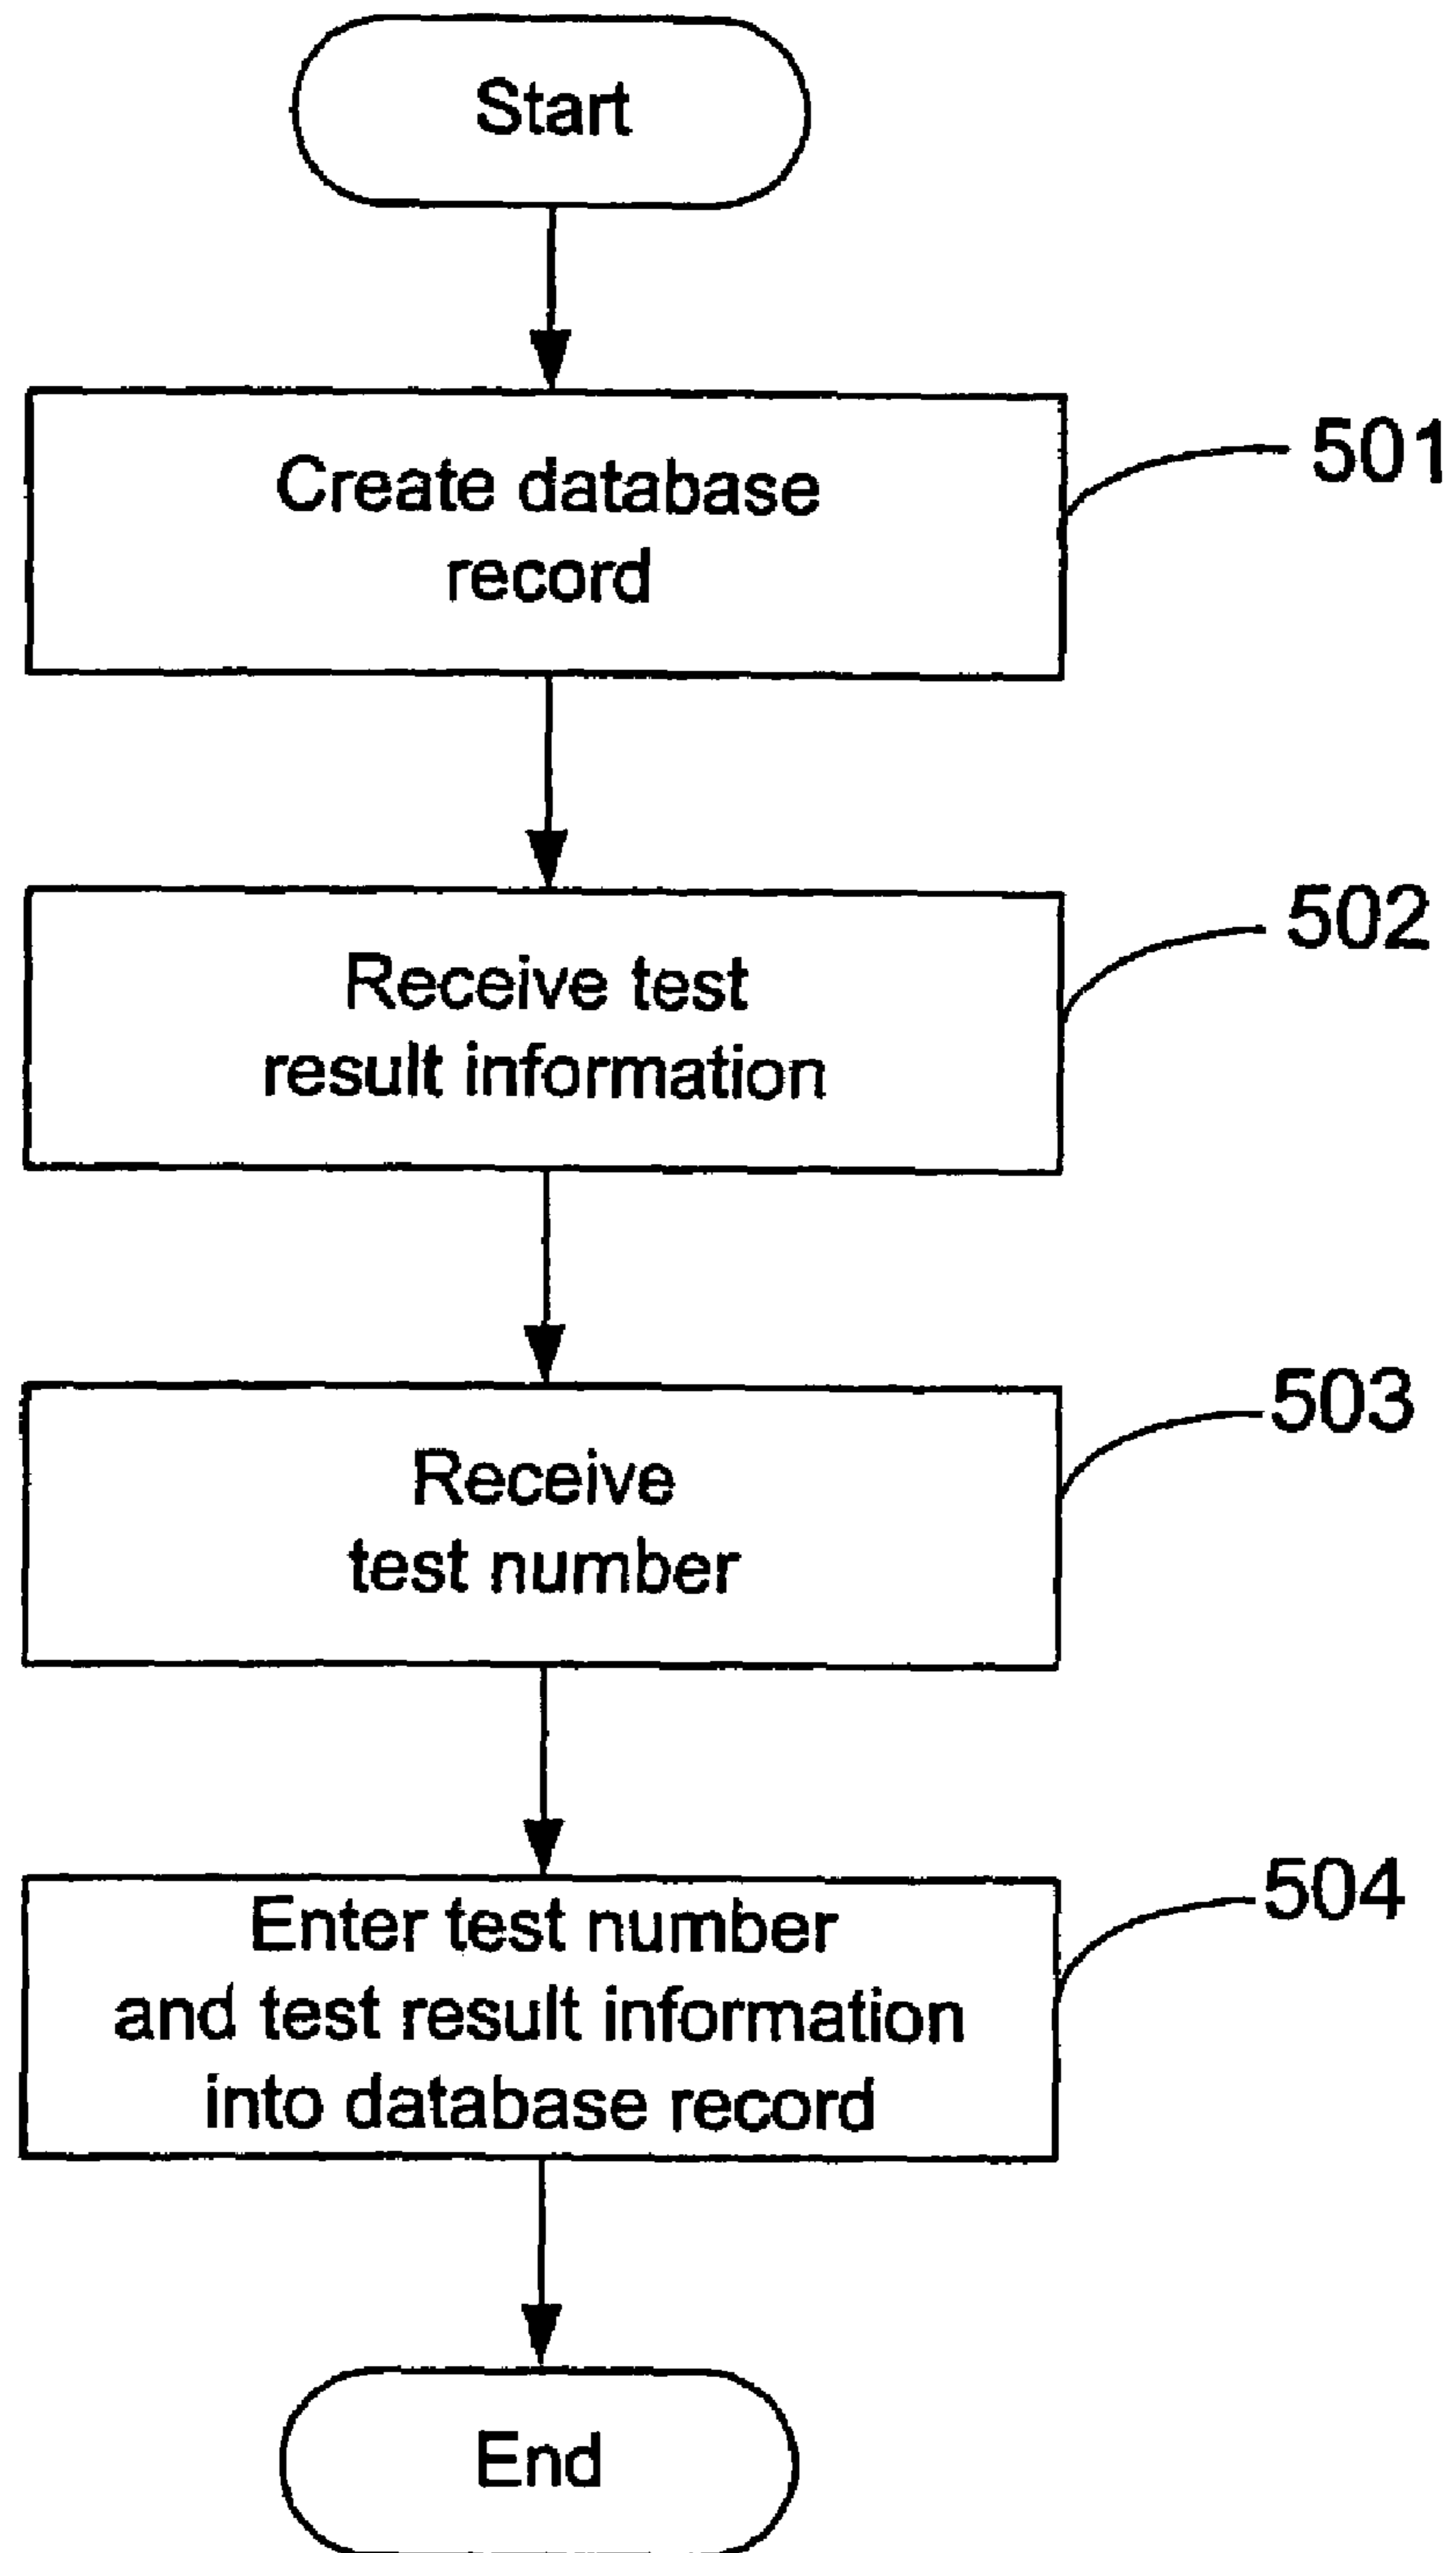 Start
Create database
record
501
Receive test
result information
502
Receive
test number
503
Enter test number
and test result information
into database record
504
End